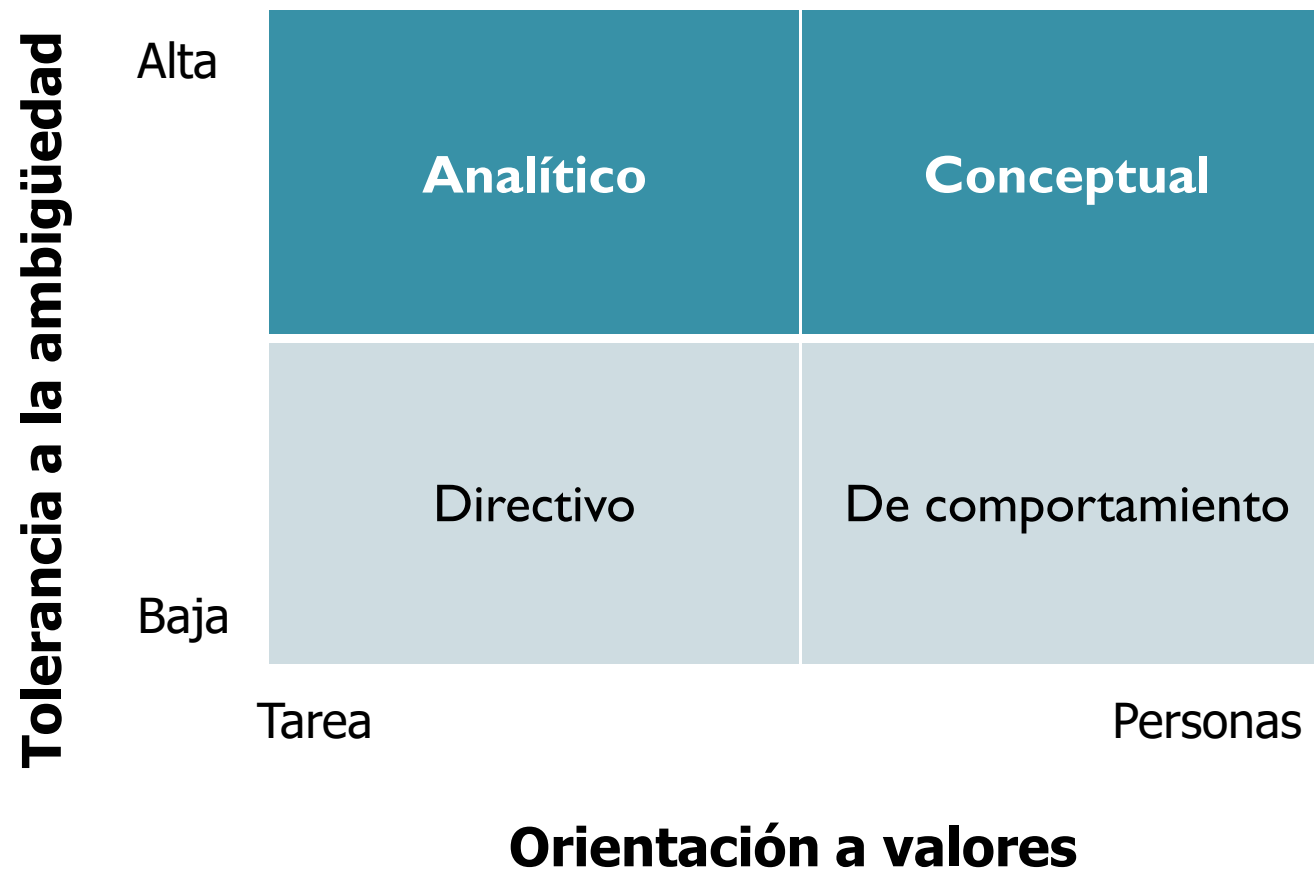 Tolerancia a la ambigüedad
Alta
Analítico
Conceptual
Directivo
De comportamiento
Baja
Tarea
Personas
Orientación a valores